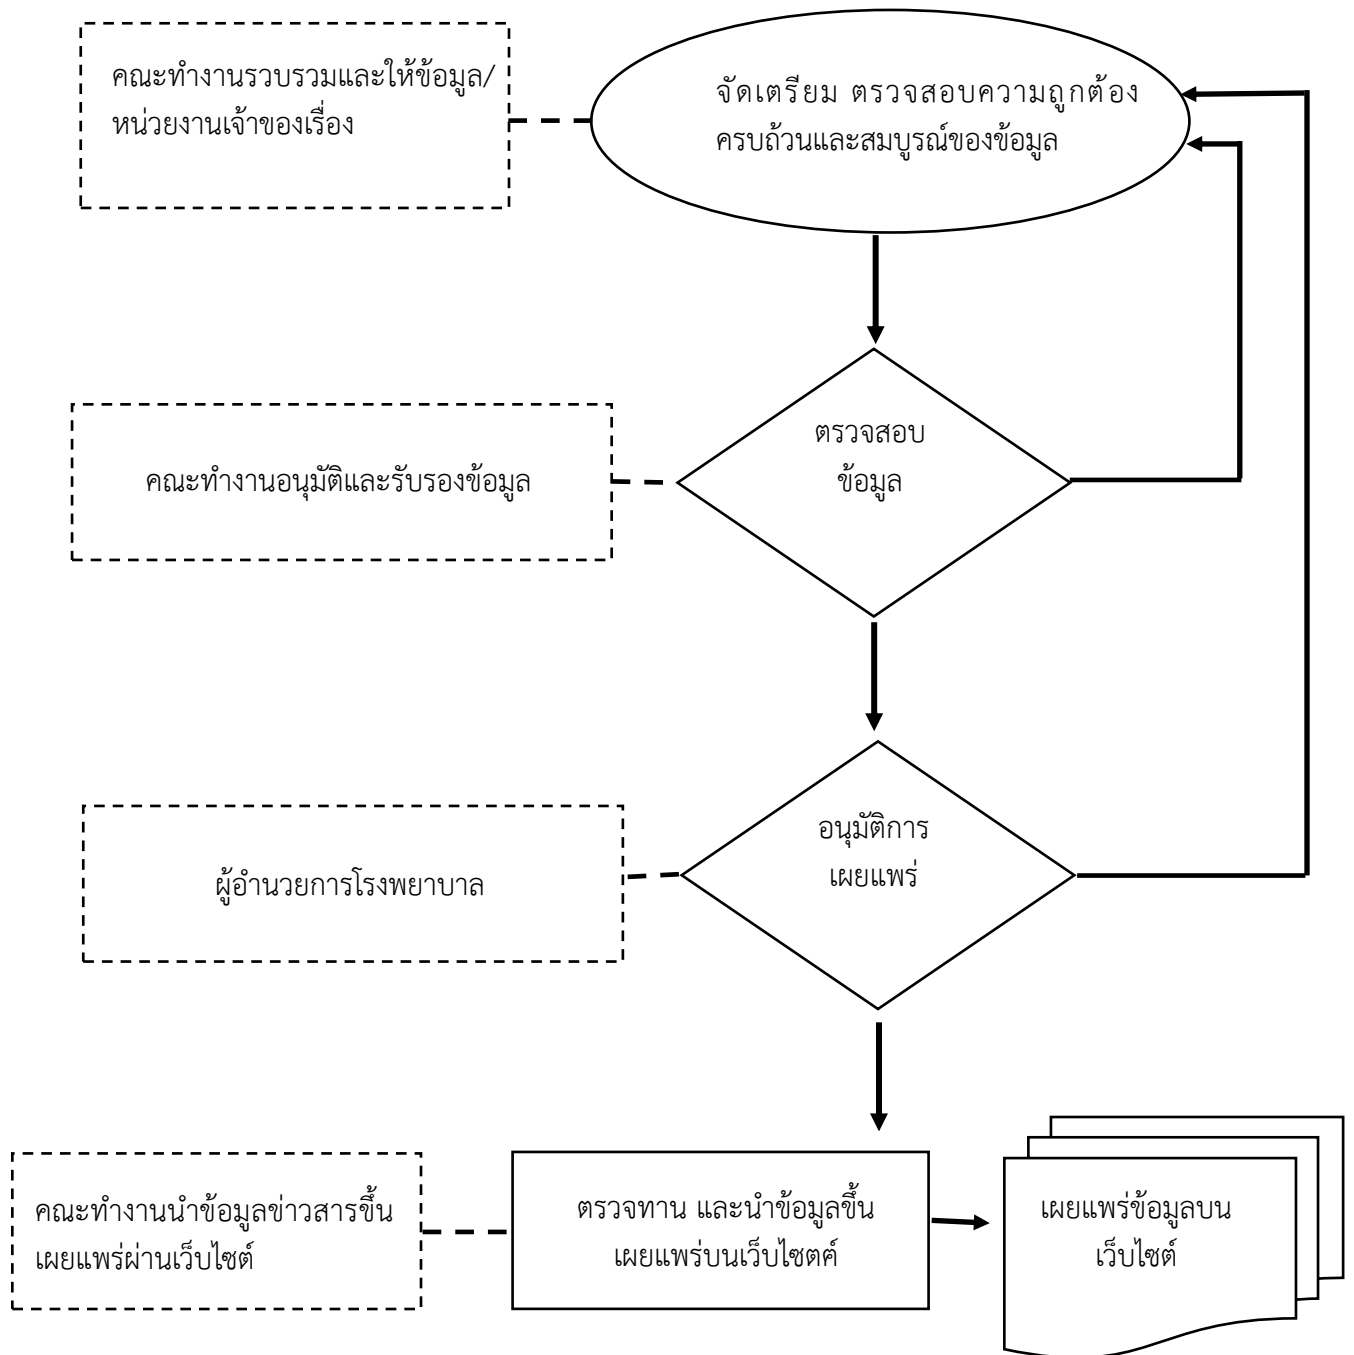 คณะทำงานรวบรวมและให้ข้อมูล/
หน่วยงานเจ้าของเรื่อง
จัดเตรียม ตรวจสอบความถูกต้อง
ครบถ้วนและสมบูรณ์ของข้อมูล
ตรวจสอบ
ข้อมูล
คณะทำงานอนุมัติและรับรองข้อมูล
อนุมัติการ
เผยแพร่
ผู้อำนวยการโรงพยาบาล
คณะทำงานนำข้อมูลข่าวสารขึ้น
เผยแพร่ผ่านเว็บไซต์
ตรวจทาน และนำข้อมูลขึ้น
เผยแพร่บนเว็บไซตค์
เผยแพร่ข้อมูลบน
เว็บไซต์